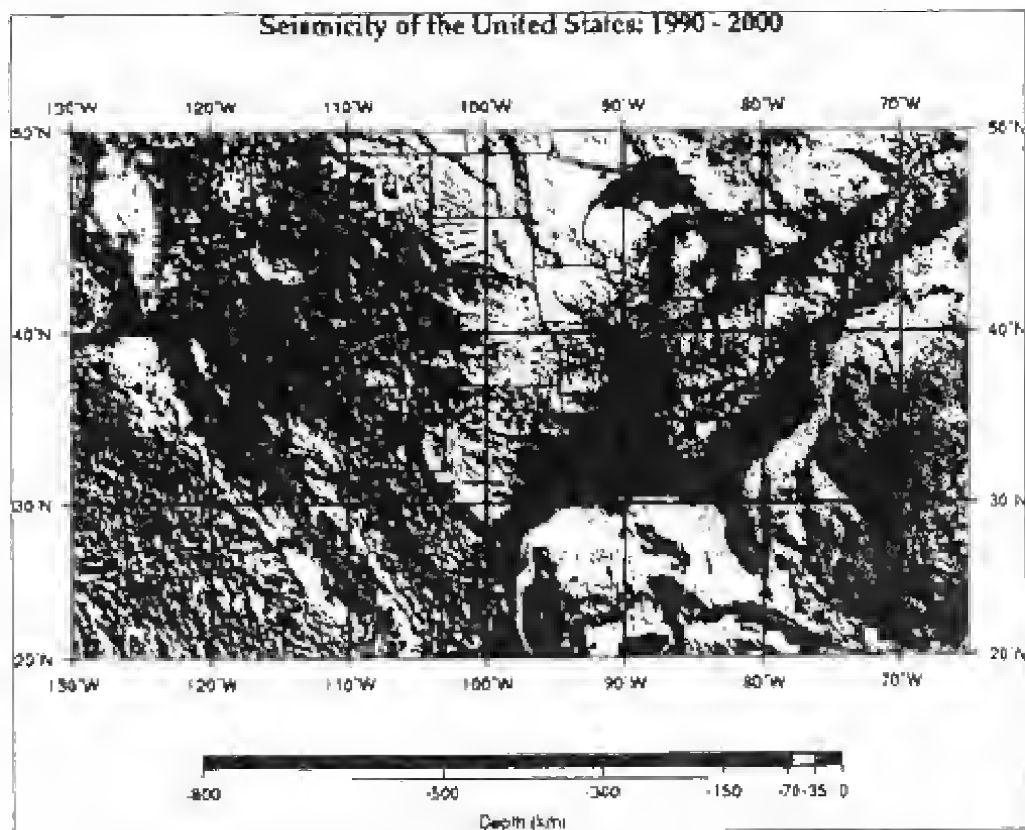 Seismicity of the United States: 1990 - 2000
130°W 120°W 110°W 100°W 90°W 80°W 70°W
50°N 50°N
40°N 40°N
30°N 30°N
20°N 20°N
130°W 120°W 110°W 100°W 90°W 80°W 70°W
-800 -500 -300 -150 -70 -35 0
Depth (km)